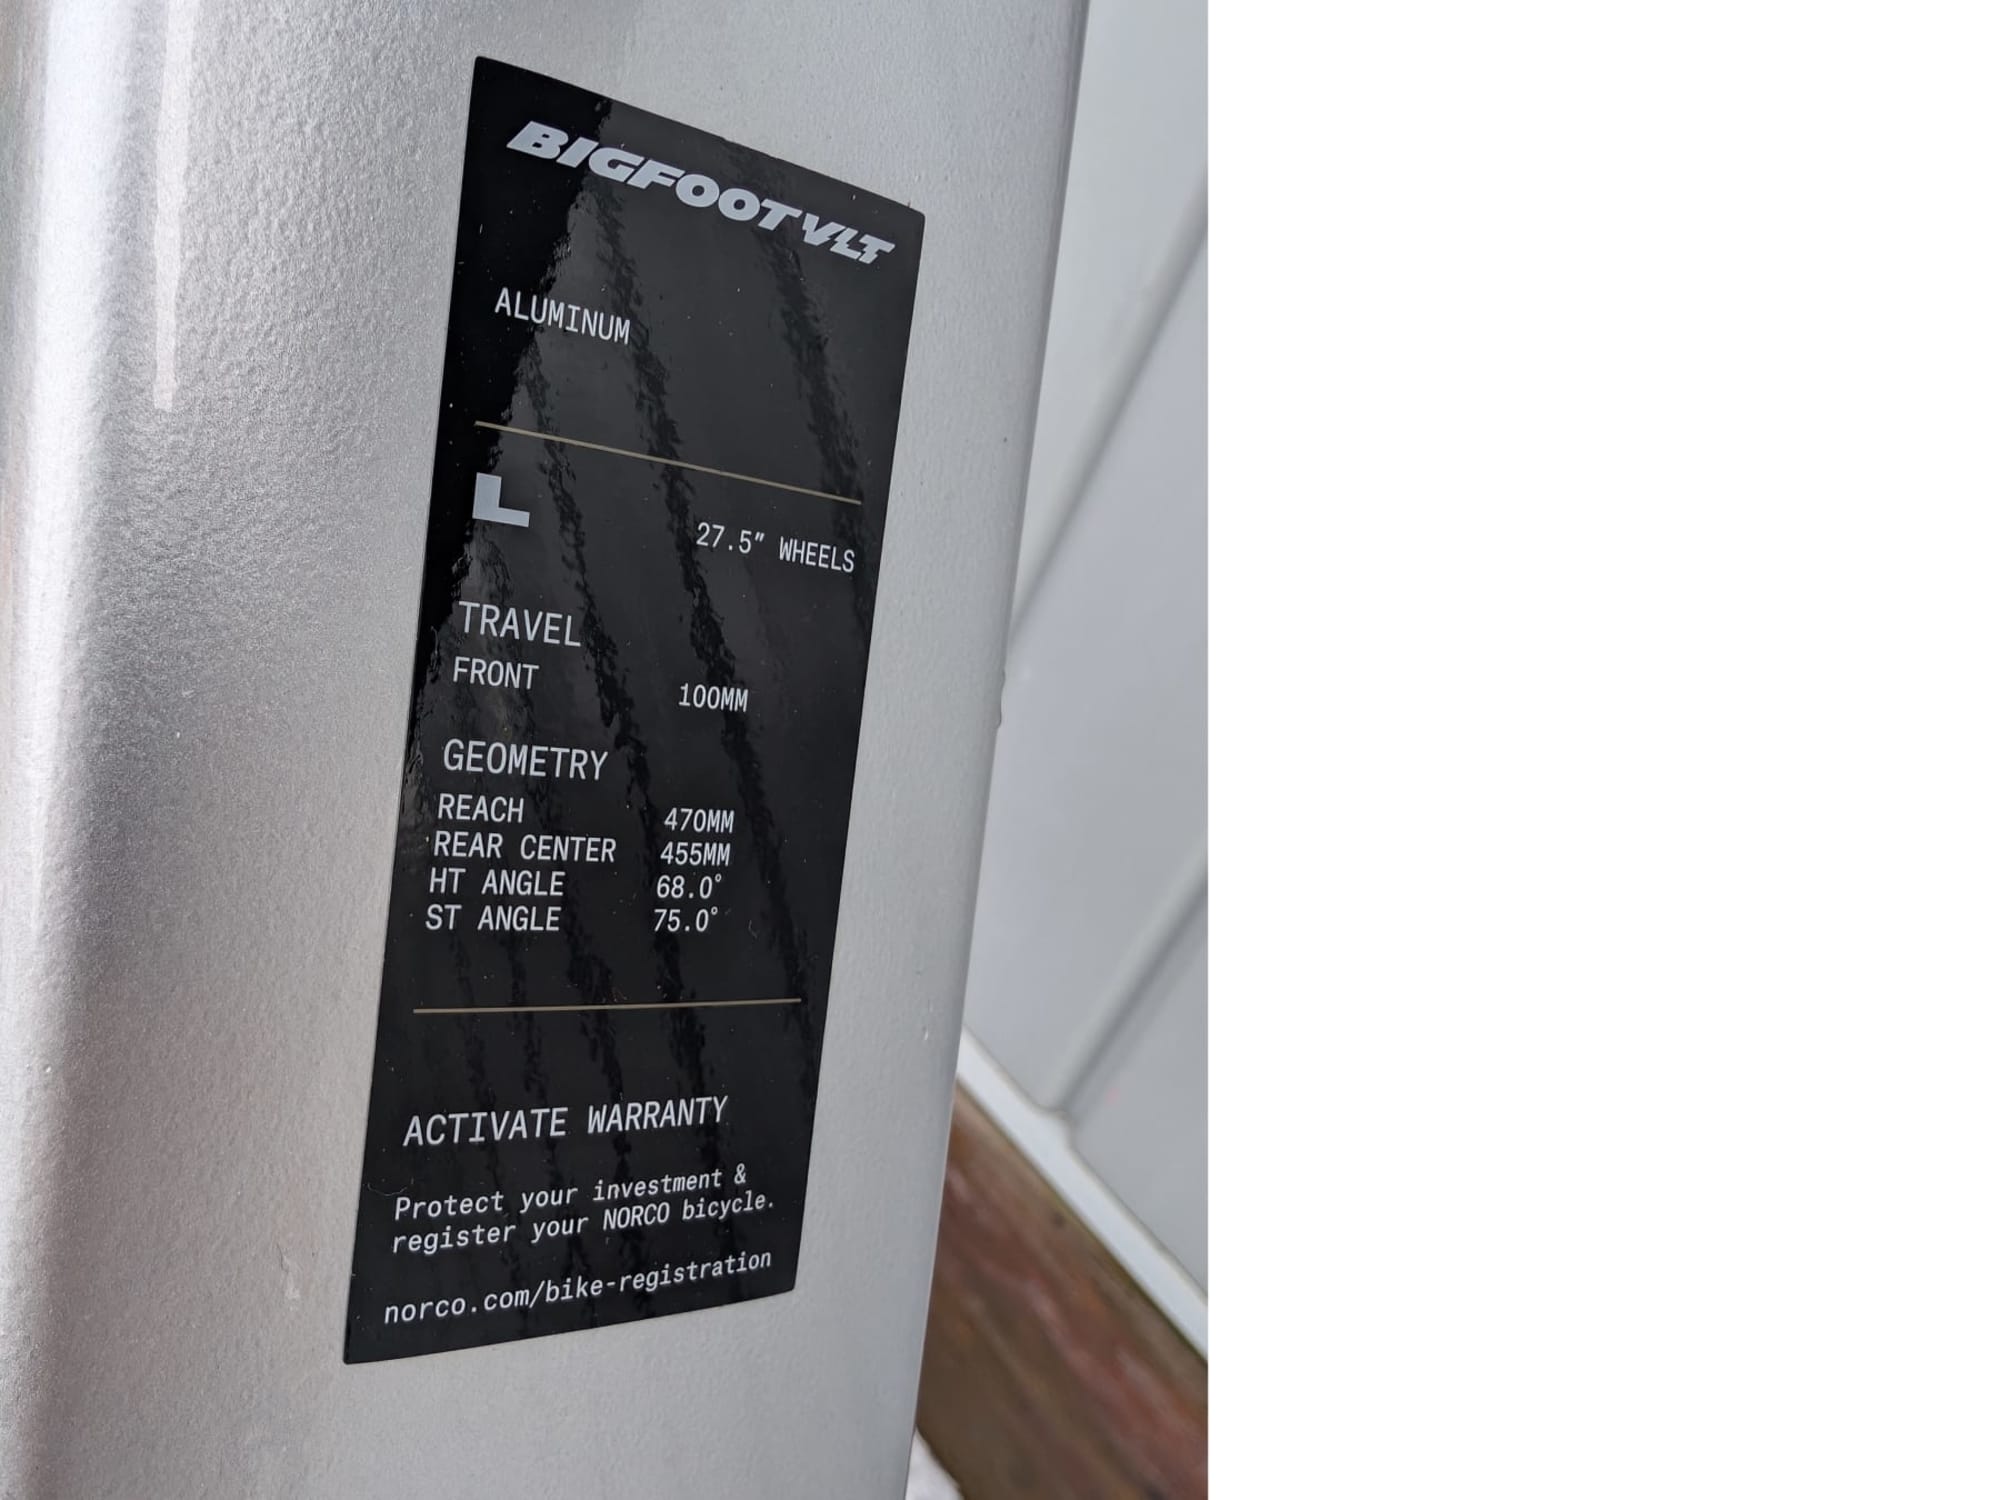 BIGFOOT VLT
ALUMINUM
L
27.5" WHEELS
TRAVEL
FRONT 100MM
GEOMETRY
REACH 470MM
REAR CENTER 455MM
HT ANGLE 68.0°
ST ANGLE 75.0°
ACTIVATE WARRANTY
Protect your investment &
register your NORCO bicycle.
norco.com/bike-registration